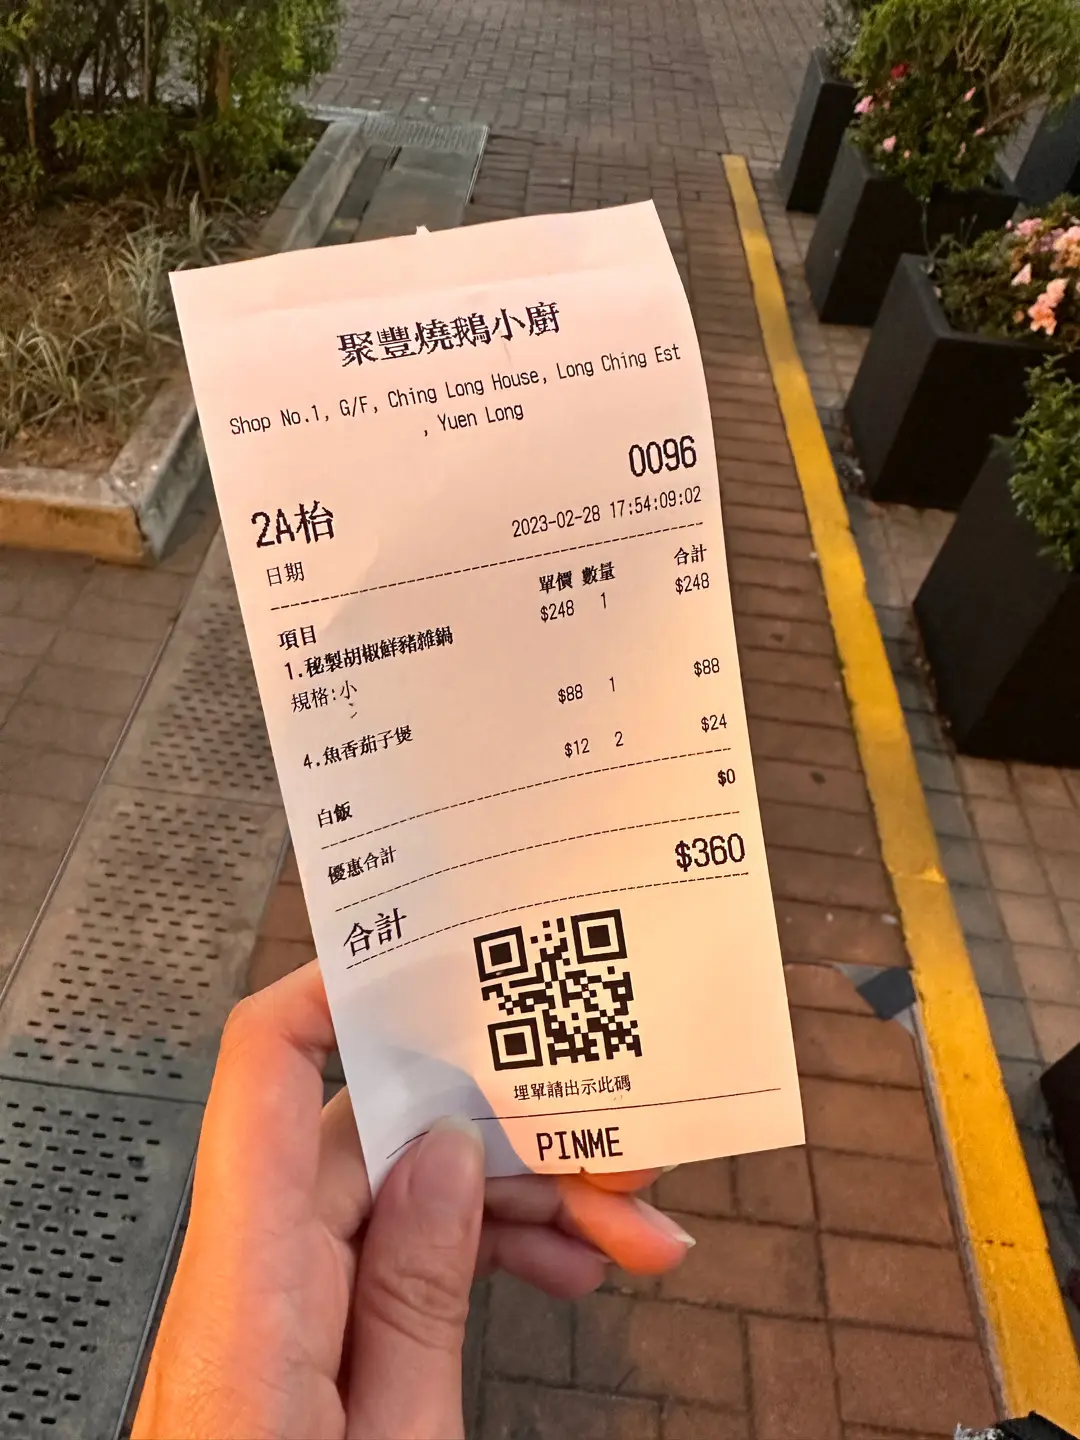 聚豐燒鵝小廚
Shop No.1, G/F, Ching Long House, Long Ching Est
, Yuen Long
0096
2A枱
日期 2023-02-28 17:54:09:02
項目 單價 數量 合計
1.秘製胡椒鮮豬雜鍋 $248 1 $248
規格:小
4.魚香茄子煲 $88 1 $88
白飯 $12 2 $24
優惠合計 $0
合計 $360
埋單請出示此碼
PINME